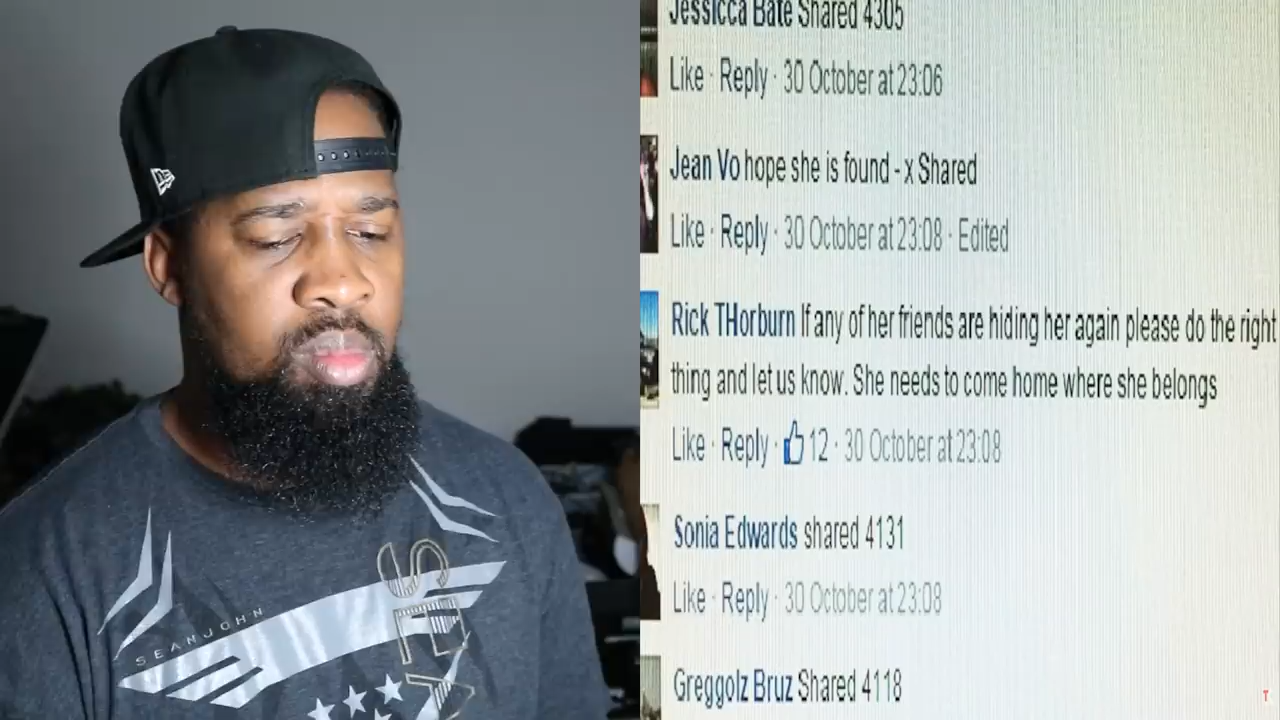 Jessicca Bate Shared 4305
Like · Reply · 30 October at 23:06
Jean Vo hope she is found - x Shared
Like · Reply · 30 October at 23:08 · Edited
Rick THorburn If any of her friends are hiding her again please do the right
thing and let us know. She needs to come home where she belongs
Like · Reply · 12 · 30 October at 23:08
Sonia Edwards shared 4131
Like · Reply · 30 October at 23:08
Greggolz Bruz Shared 4118
T
SEANJOHN